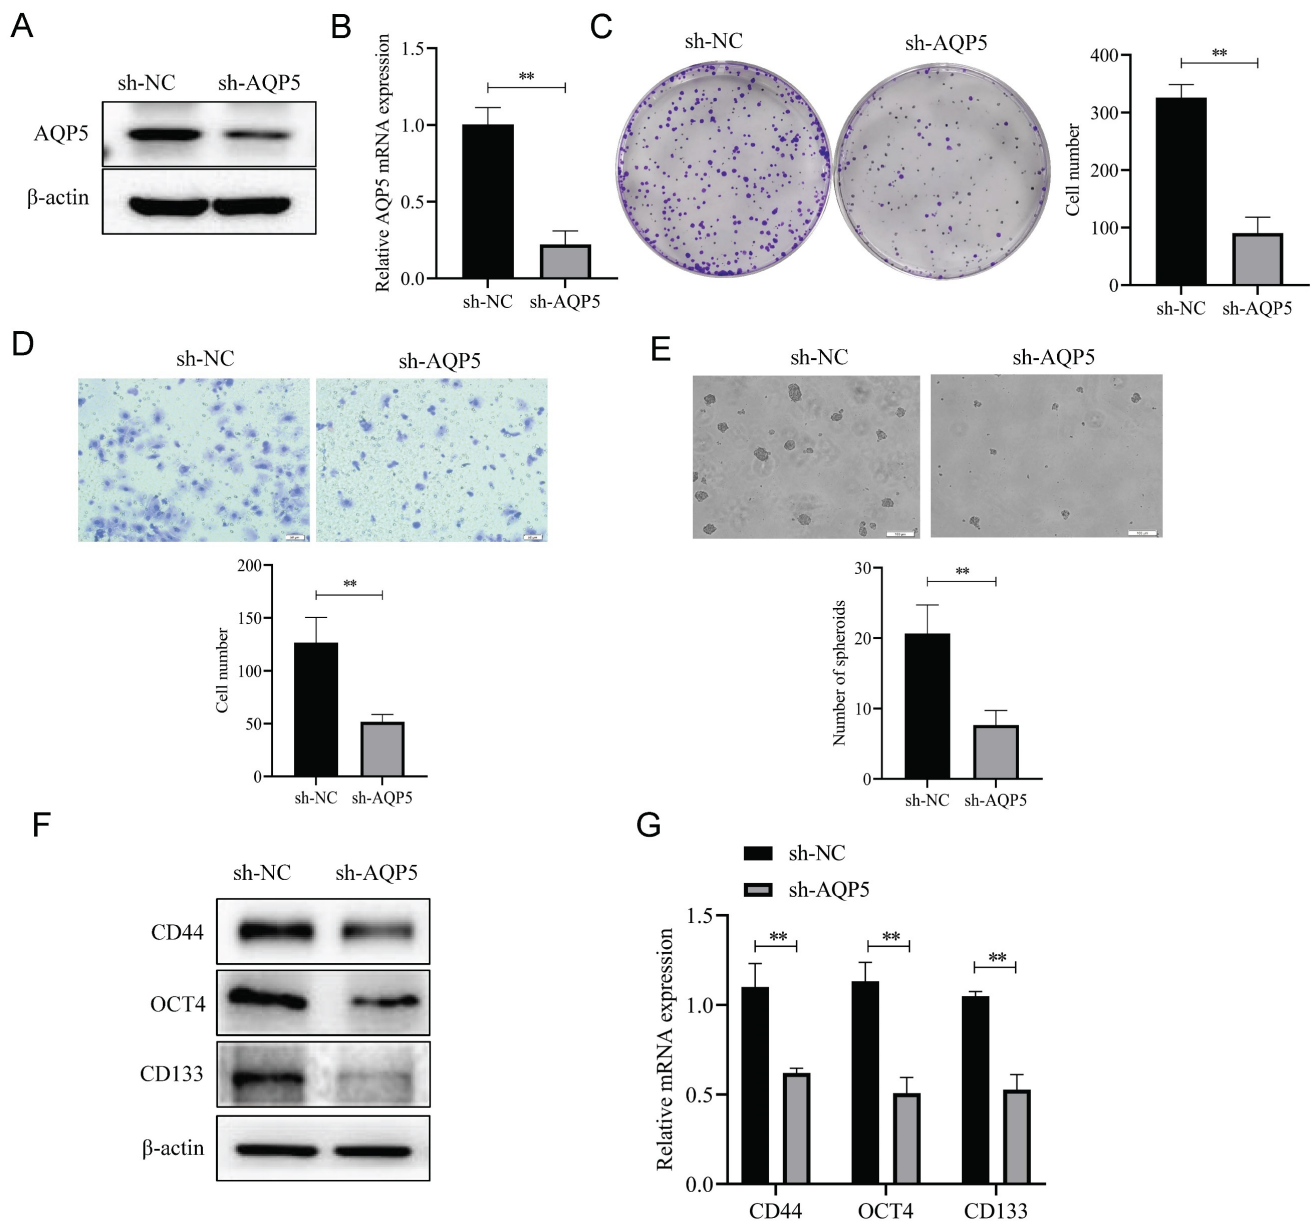 A
sh-NC
sh-AQP5
AQP5
β-actin
B
Relative AQP5 mRNA expression
1.5
1.0
0.5
0.0
**
sh-NC
sh-AQP5
C
sh-NC
sh-AQP5
Cell number
400
300
200
100
0
**
sh-NC
sh-AQP5
D
sh-NC
sh-AQP5
Cell number
200
150
100
50
0
**
sh-NC
sh-AQP5
E
sh-NC
sh-AQP5
Number of spheroids
30
20
10
0
**
sh-NC
sh-AQP5
F
sh-NC
sh-AQP5
CD44
OCT4
CD133
β-actin
G
sh-NC
sh-AQP5
Relative mRNA expression
1.5
1.0
0.5
0.0
**
**
**
CD44
OCT4
CD133